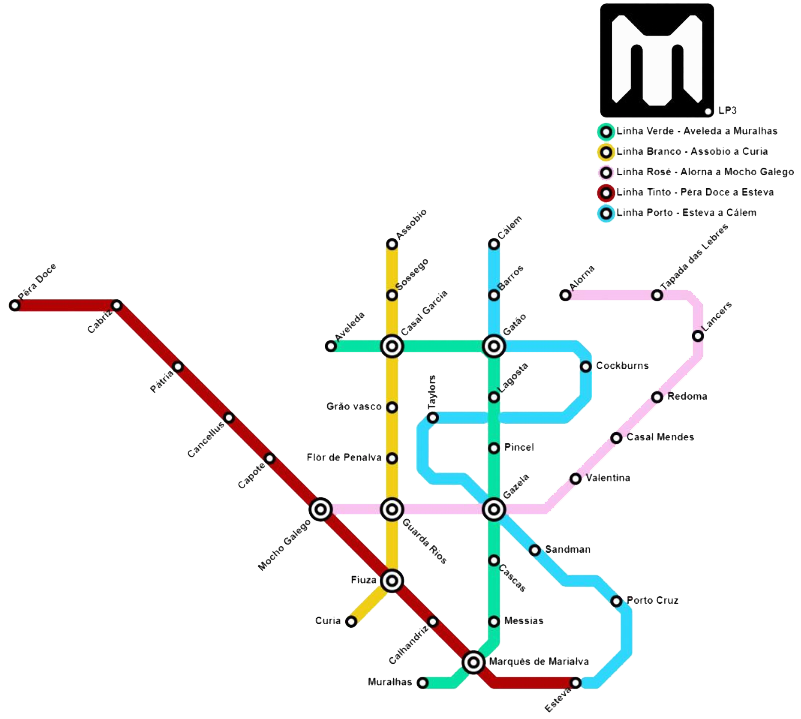 LP3
Linha Verde - Aveleda a Muralhas
Linha Branco - Assobio a Curia
Linha Rosé - Alorna a Mocho Galego
Linha Tinto - Pêra Doce a Esteva
Linha Porto - Esteva a Cálem
Assobio
Cálem
Tapada das Lebres
Pêra Doce
Sossego
Barros
Alorna
Cabriz
Aveleda
Casal Garcia
Gatão
Lancers
Pátria
Cockburns
Lagosta
Taylors
Redoma
Grão vasco
Cancellus
Casal Mendes
Pincel
Flôr de Penalva
Capote
Valentina
Gazela
Mocho Galego
Guarda Rios
Sandman
Fiuza
Cascas
Porto Cruz
Curia
Calhandriz
Messias
Marquês de Marialva
Muralhas
Esteva